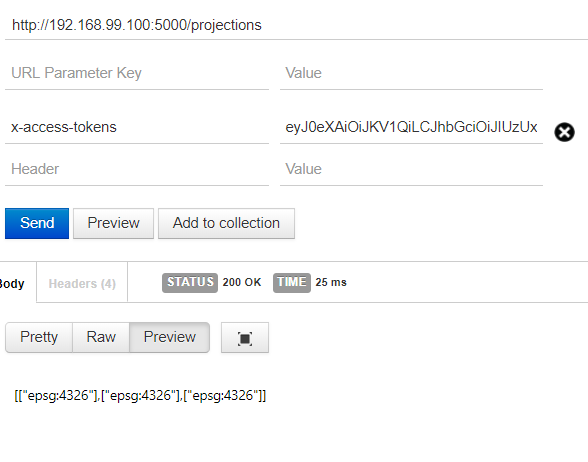 http://192.168.99.100:5000/projections
URL Parameter Key Value
x-access-tokens eyJ0eXAiOiJKV1QiLCJhbGciOiJIUzUx
Header Value
Send Preview Add to collection
Body Headers (4) STATUS 200 OK TIME 25 ms
Pretty Raw Preview
[["epsg:4326"],["epsg:4326"],["epsg:4326"]]